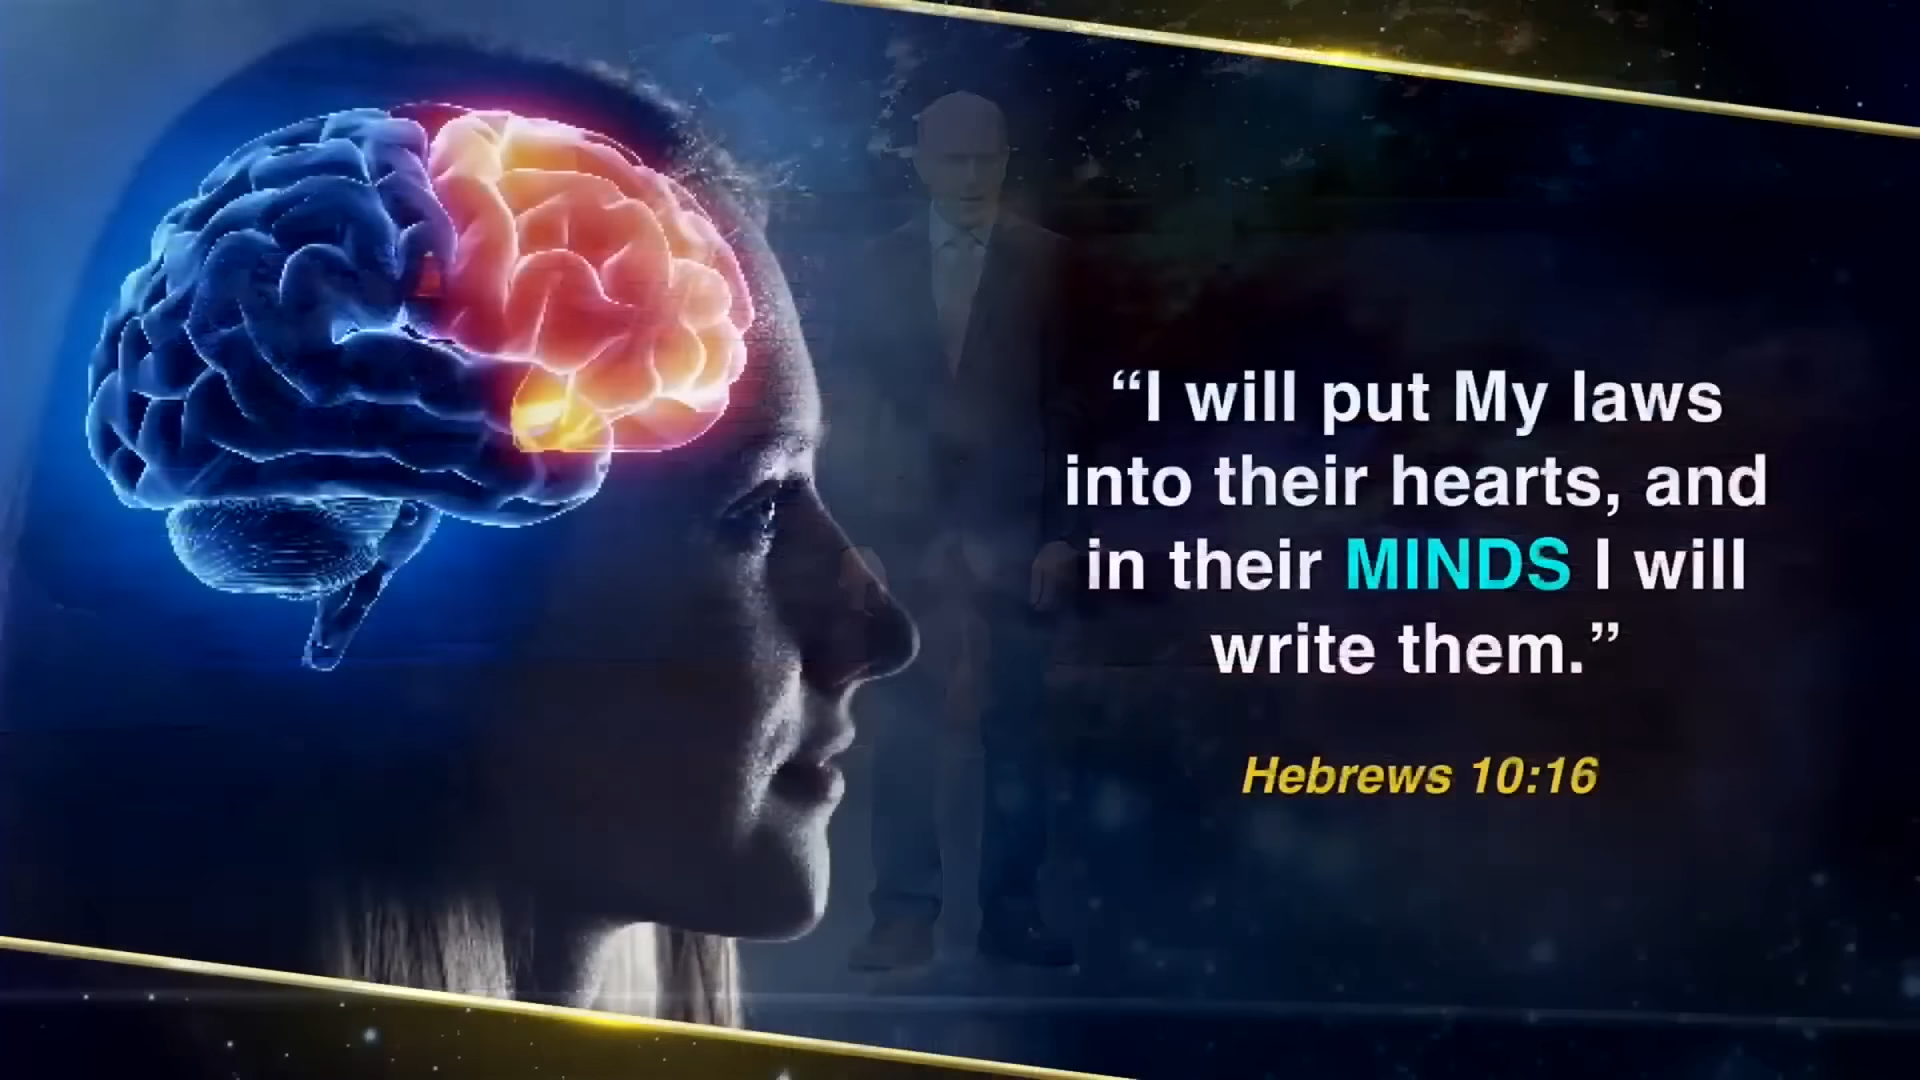 “I will put My laws
into their hearts, and
in their MINDS I will
write them.”
Hebrews 10:16